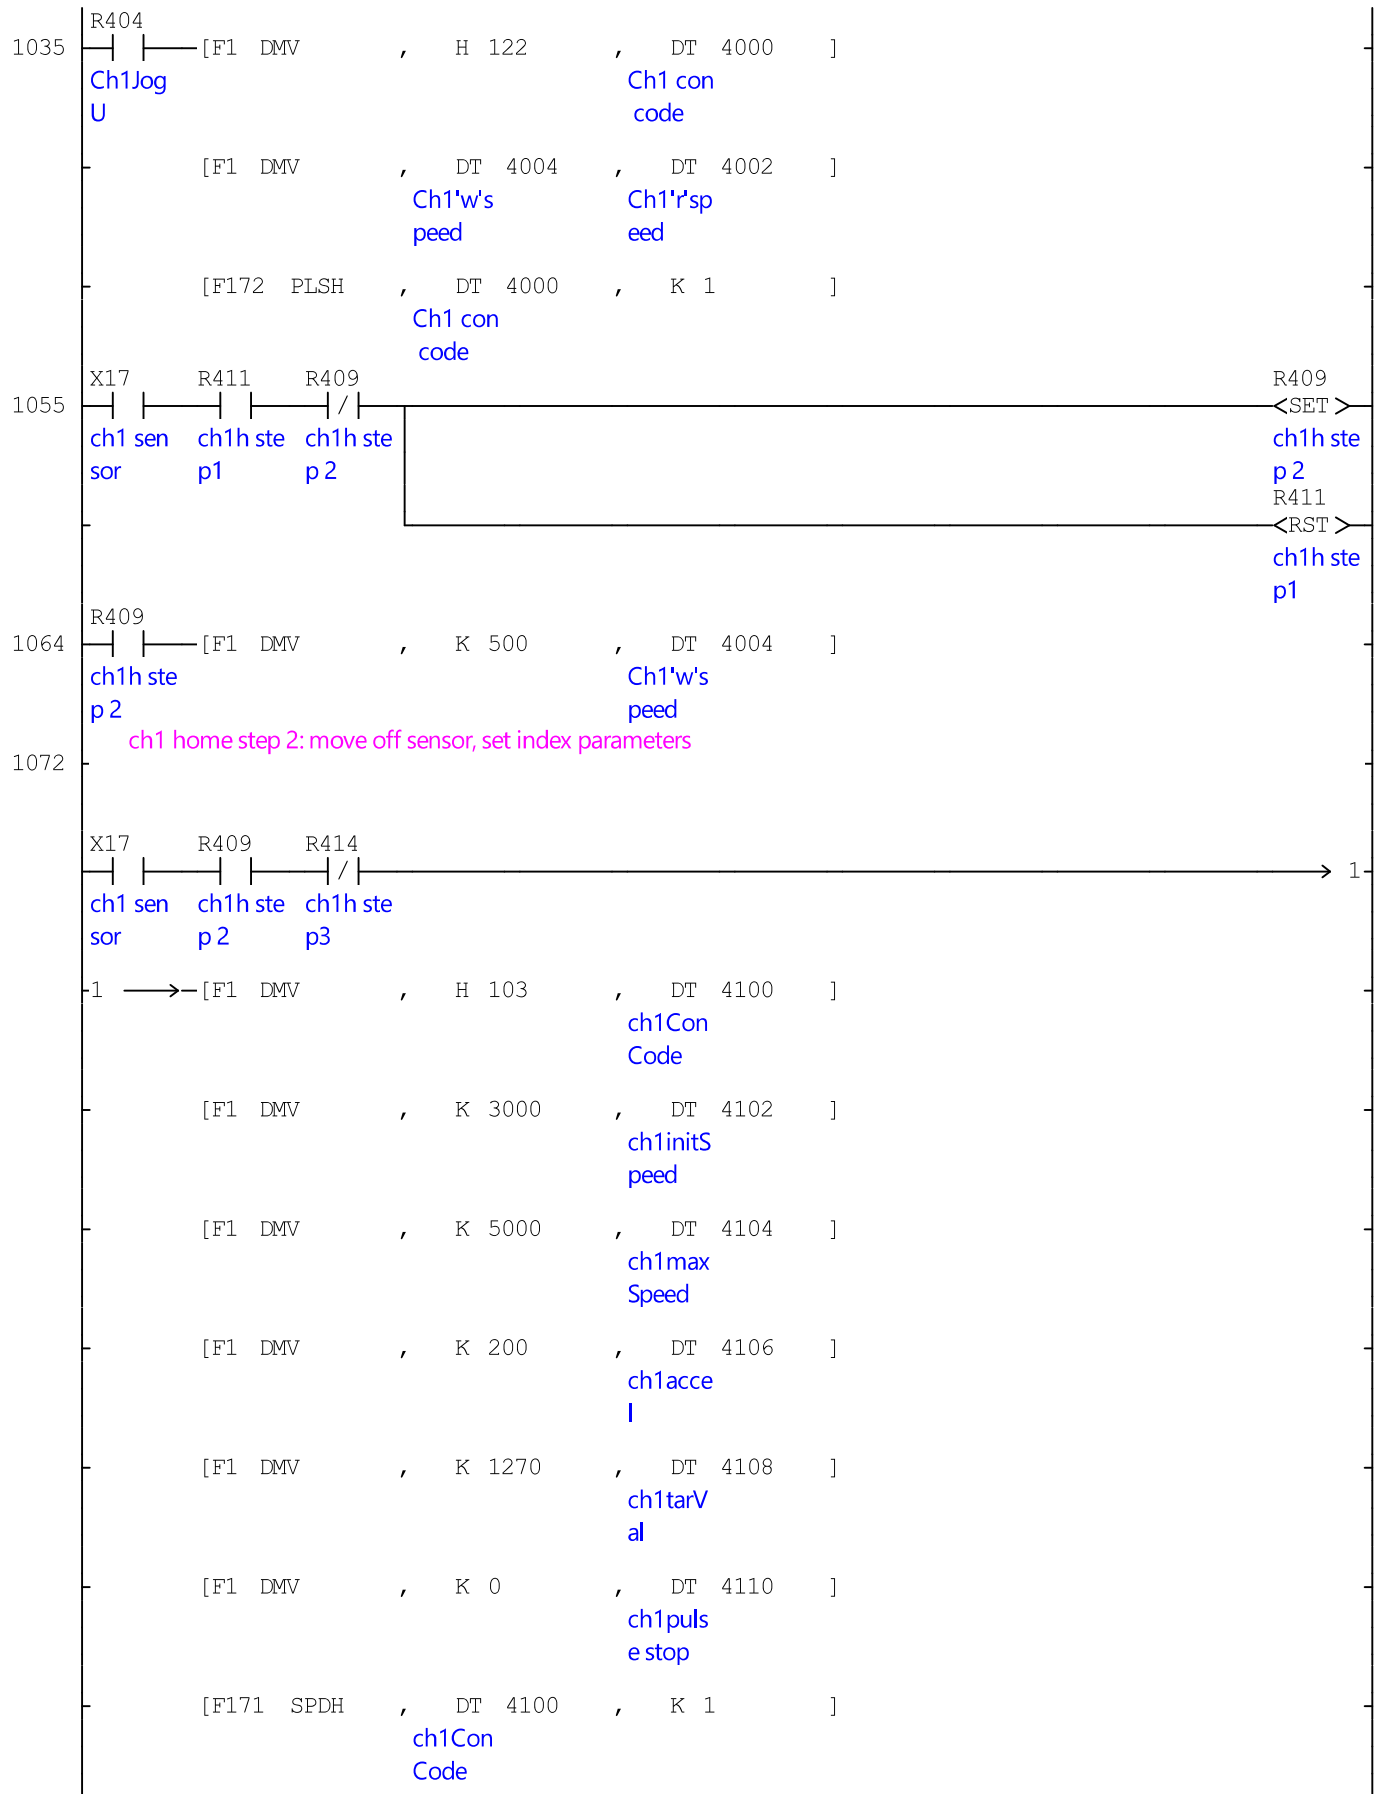 R404
1035 [F1 DMV , H 122 , DT 4000 ]
Ch1Jog Ch1 con
U code
[F1 DMV , DT 4004 , DT 4002 ]
Ch1'w's Ch1'r'sp
peed eed
[F172 PLSH , DT 4000 , K 1 ]
Ch1 con
code
X17 R411 R409 R409
1055 / <SET>
ch1 sen ch1h ste ch1h ste ch1h ste
sor p1 p 2 p 2
R411
<RST>
ch1h ste
p1
R409
1064 [F1 DMV , K 500 , DT 4004 ]
ch1h ste Ch1'w's
p 2 peed
ch1 home step 2: move off sensor, set index parameters
1072
X17 R409 R414
/ 1
ch1 sen ch1h ste ch1h ste
sor p 2 p3
1 [F1 DMV , H 103 , DT 4100 ]
ch1Con
Code
[F1 DMV , K 3000 , DT 4102 ]
ch1initS
peed
[F1 DMV , K 5000 , DT 4104 ]
ch1max
Speed
[F1 DMV , K 200 , DT 4106 ]
ch1acce
l
[F1 DMV , K 1270 , DT 4108 ]
ch1tarV
al
[F1 DMV , K 0 , DT 4110 ]
ch1puls
e stop
[F171 SPDH , DT 4100 , K 1 ]
ch1Con
Code